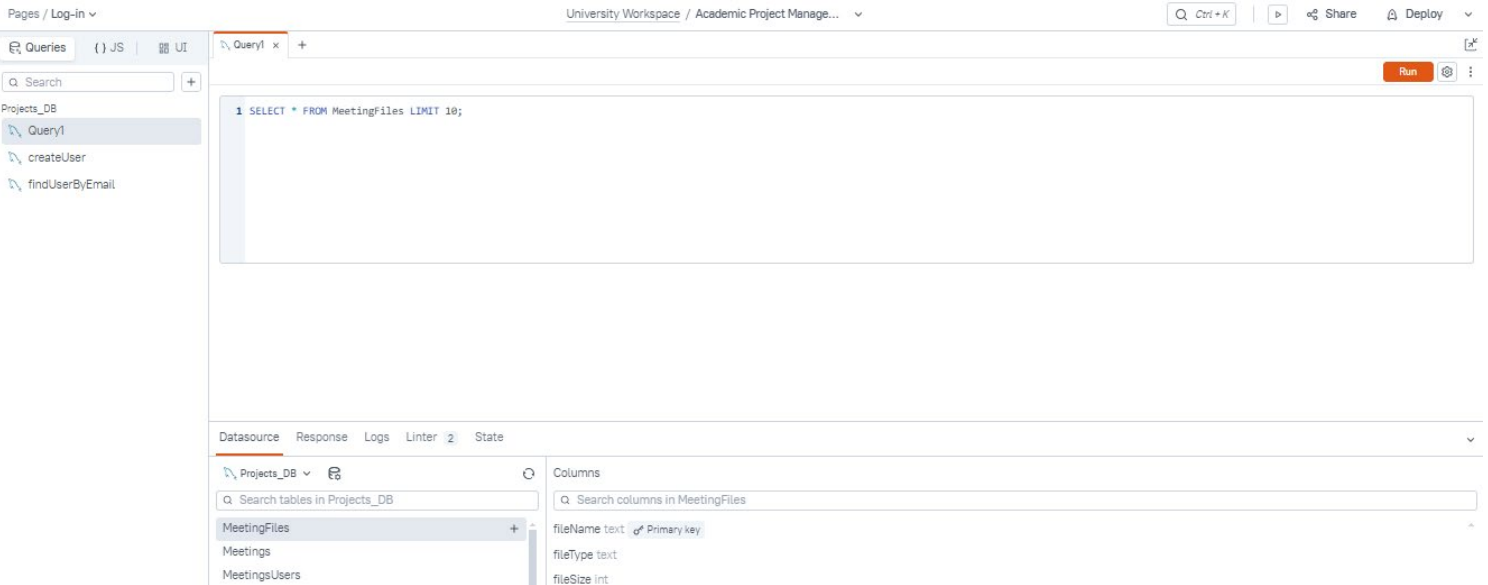 Pages / Log-in
University Workspace / Academic Project Manage...
Ctrl + K
Share
Deploy
Queries
{ } JS
UI
Query1 ×
+
Search
+
Run
Projects_DB
Query1
createUser
findUserByEmail
1 SELECT * FROM MeetingFiles LIMIT 10;
Datasource Response Logs Linter 2 State
Projects_DB
Columns
Search tables in Projects_DB
Search columns in MeetingFiles
MeetingFiles +
fileName text Primary key
Meetings
fileType text
MeetingsUsers
fileSize int